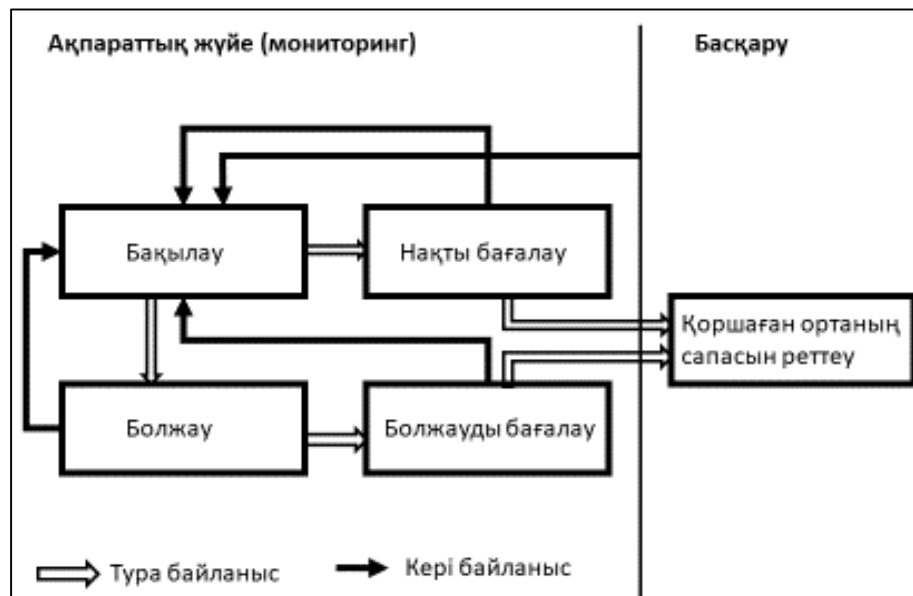 Ақпараттық жүйе (мониторинг)
Басқару
Бақылау
Нақты бағалау
Қоршаған ортаның
сапасын реттеу
Болжау
Болжауды бағалау
Тура байланыс
Кері байланыс